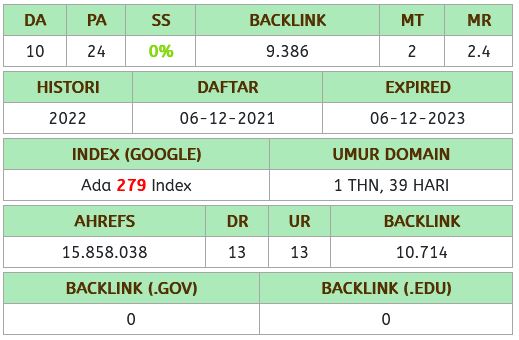 DA PA SS BACKLINK MT MR
10 24 0% 9.386 2 2.4
HISTORI DAFTAR EXPIRED
2022 06-12-2021 06-12-2023
INDEX (GOOGLE) UMUR DOMAIN
Ada 279 Index 1 THN, 39 HARI
AHREFS DR UR BACKLINK
15.858.038 13 13 10.714
BACKLINK (.GOV) BACKLINK (.EDU)
0 0